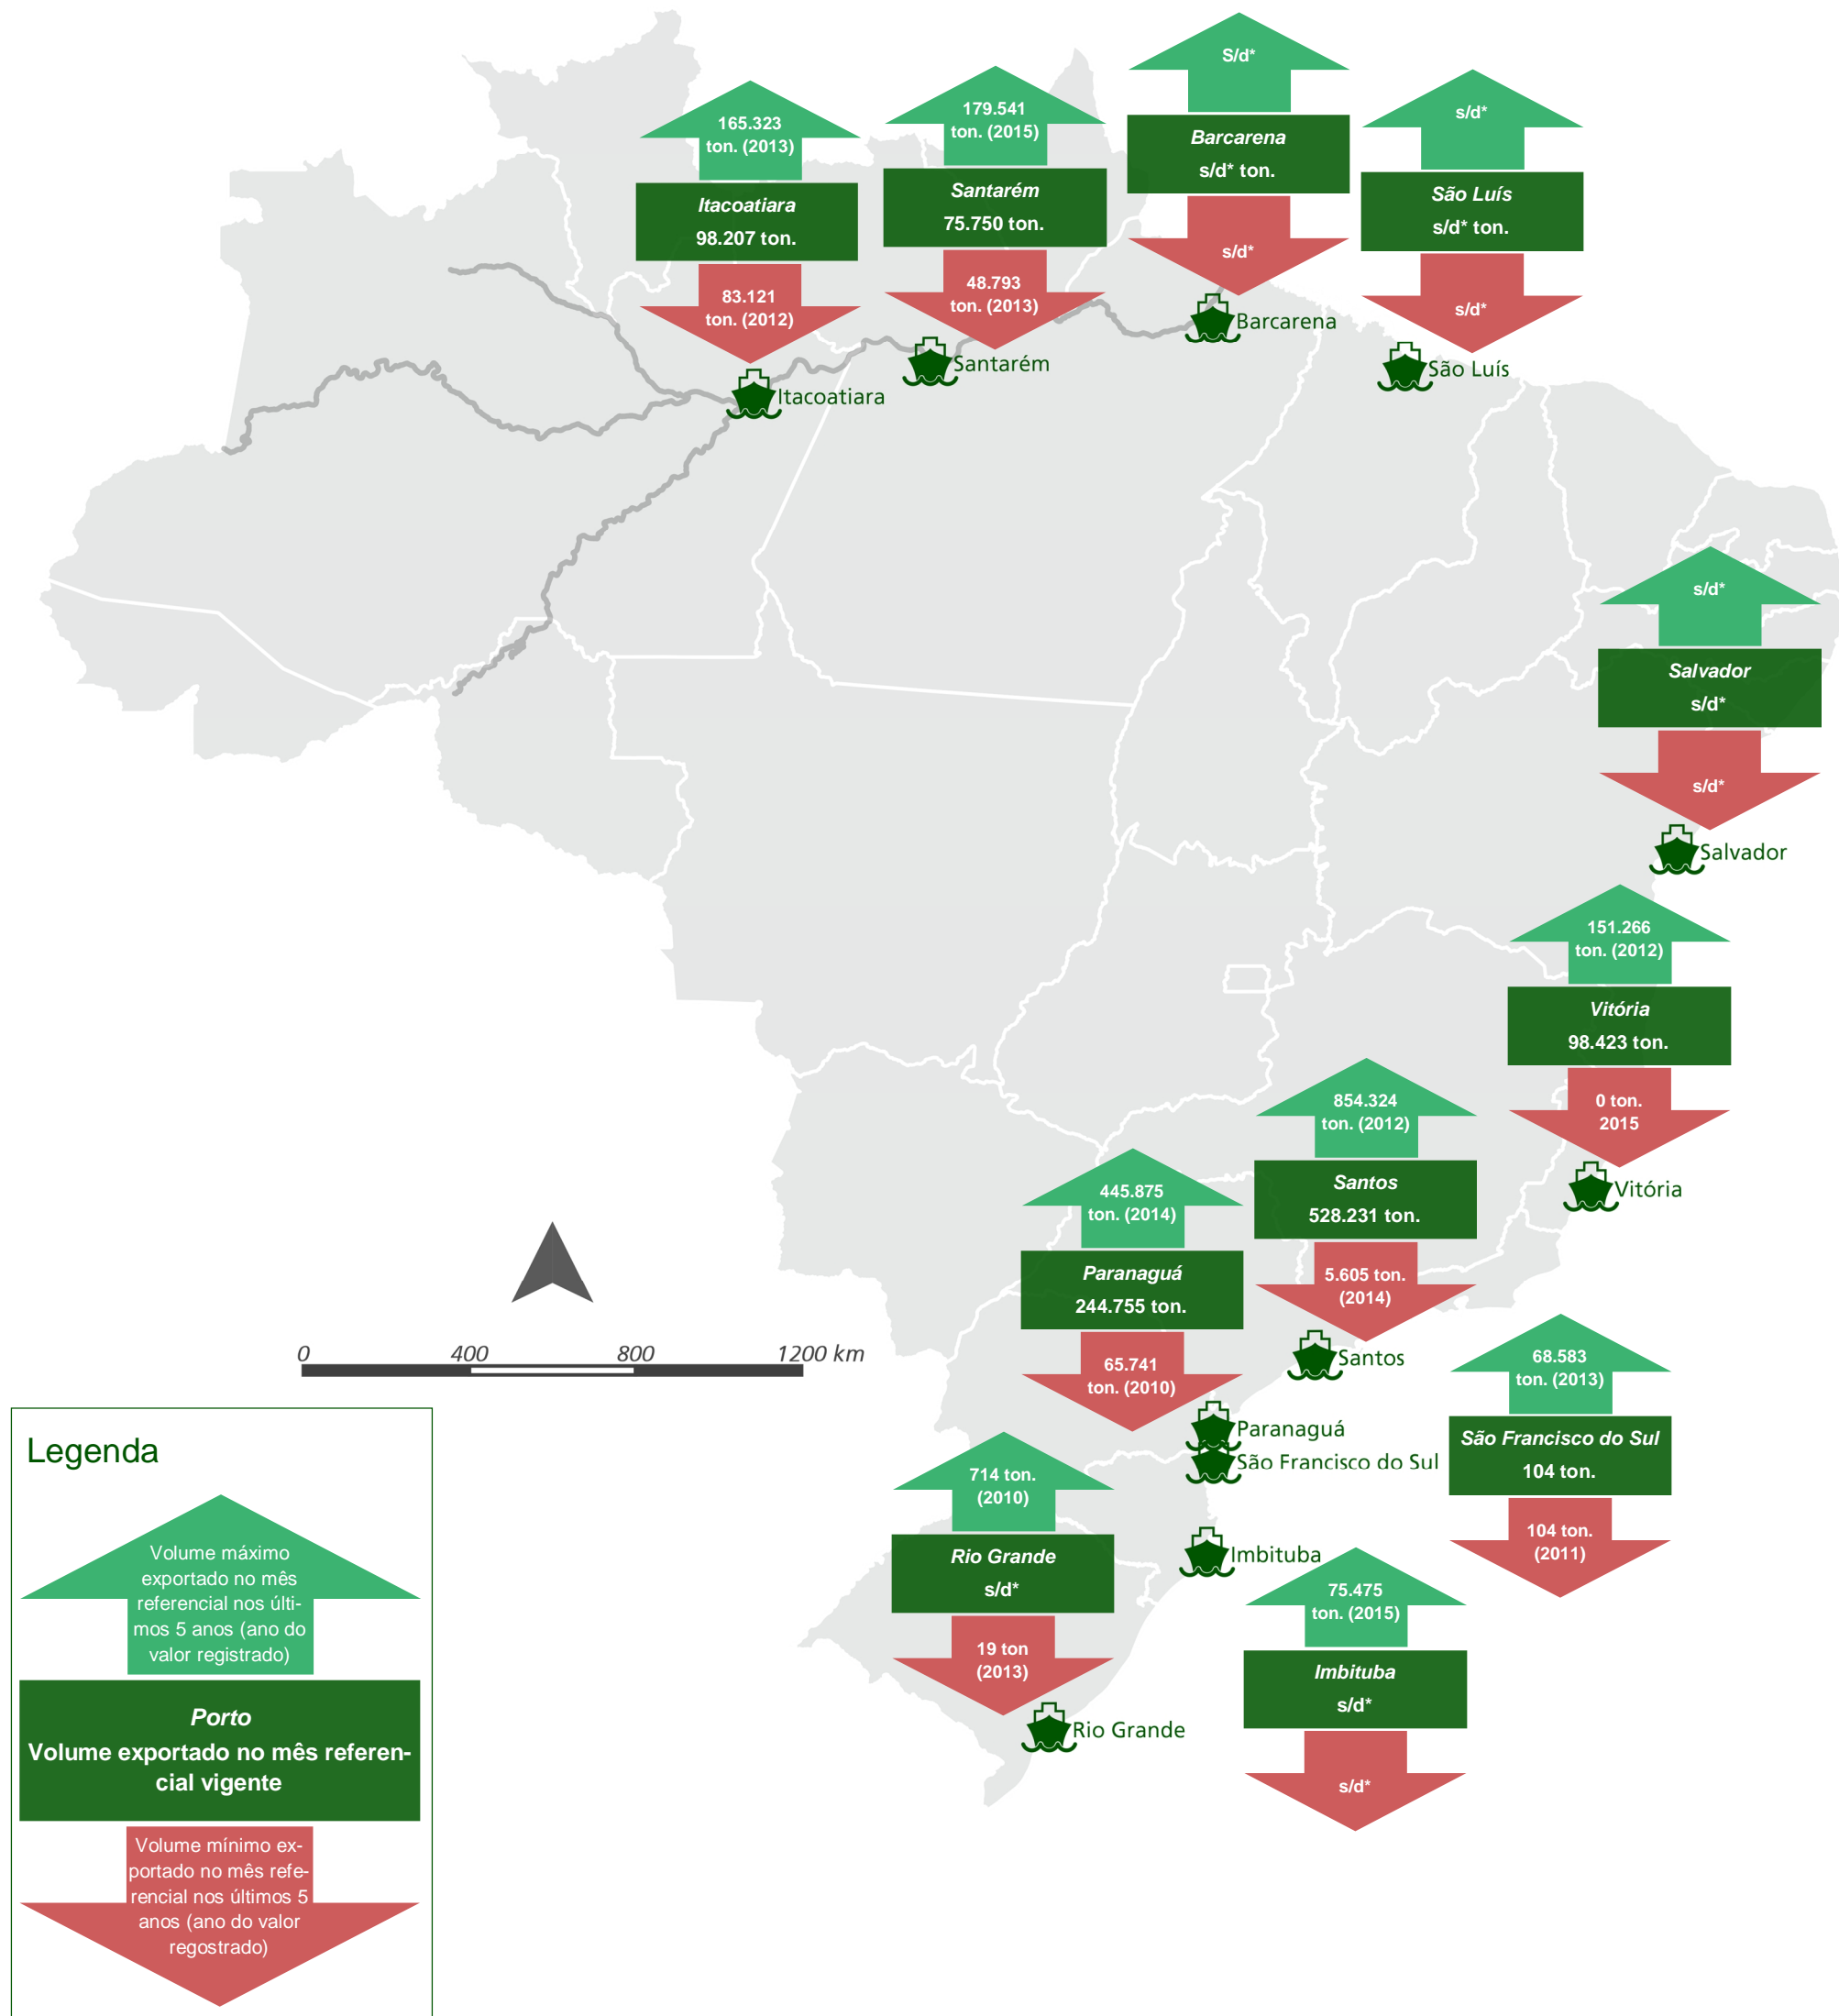 S/d*
Barcarena
s/d* ton.
s/d*
179.541
ton. (2015)
Santarém
75.750 ton.
48.793
ton. (2013)
165.323
ton. (2013)
Itacoatiara
98.207 ton.
83.121
ton. (2012)
s/d*
São Luís
s/d* ton.
s/d*
Barcarena
Santarém
São Luís
Itacoatiara
s/d*
Salvador
s/d*
s/d*
Salvador
151.266
ton. (2012)
Vitória
98.423 ton.
0 ton.
2015
Vitória
854.324
ton. (2012)
Santos
528.231 ton.
5.605 ton.
(2014)
Santos
445.875
ton. (2014)
Paranaguá
244.755 ton.
65.741
ton. (2010)
Paranaguá
São Francisco do Sul
68.583
ton. (2013)
São Francisco do Sul
104 ton.
104 ton.
(2011)
0 400 800 1200 km
714 ton.
(2010)
Rio Grande
s/d*
19 ton
(2013)
Rio Grande
Imbituba
75.475
ton. (2015)
Imbituba
s/d*
s/d*
Legenda
Volume máximo
exportado no mês
referencial nos últi-
mos 5 anos (ano do
valor registrado)
Porto
Volume exportado no mês referen-
cial vigente
Volume mínimo ex-
portado no mês refe-
rencial nos últimos 5
anos (ano do valor
regostrado)